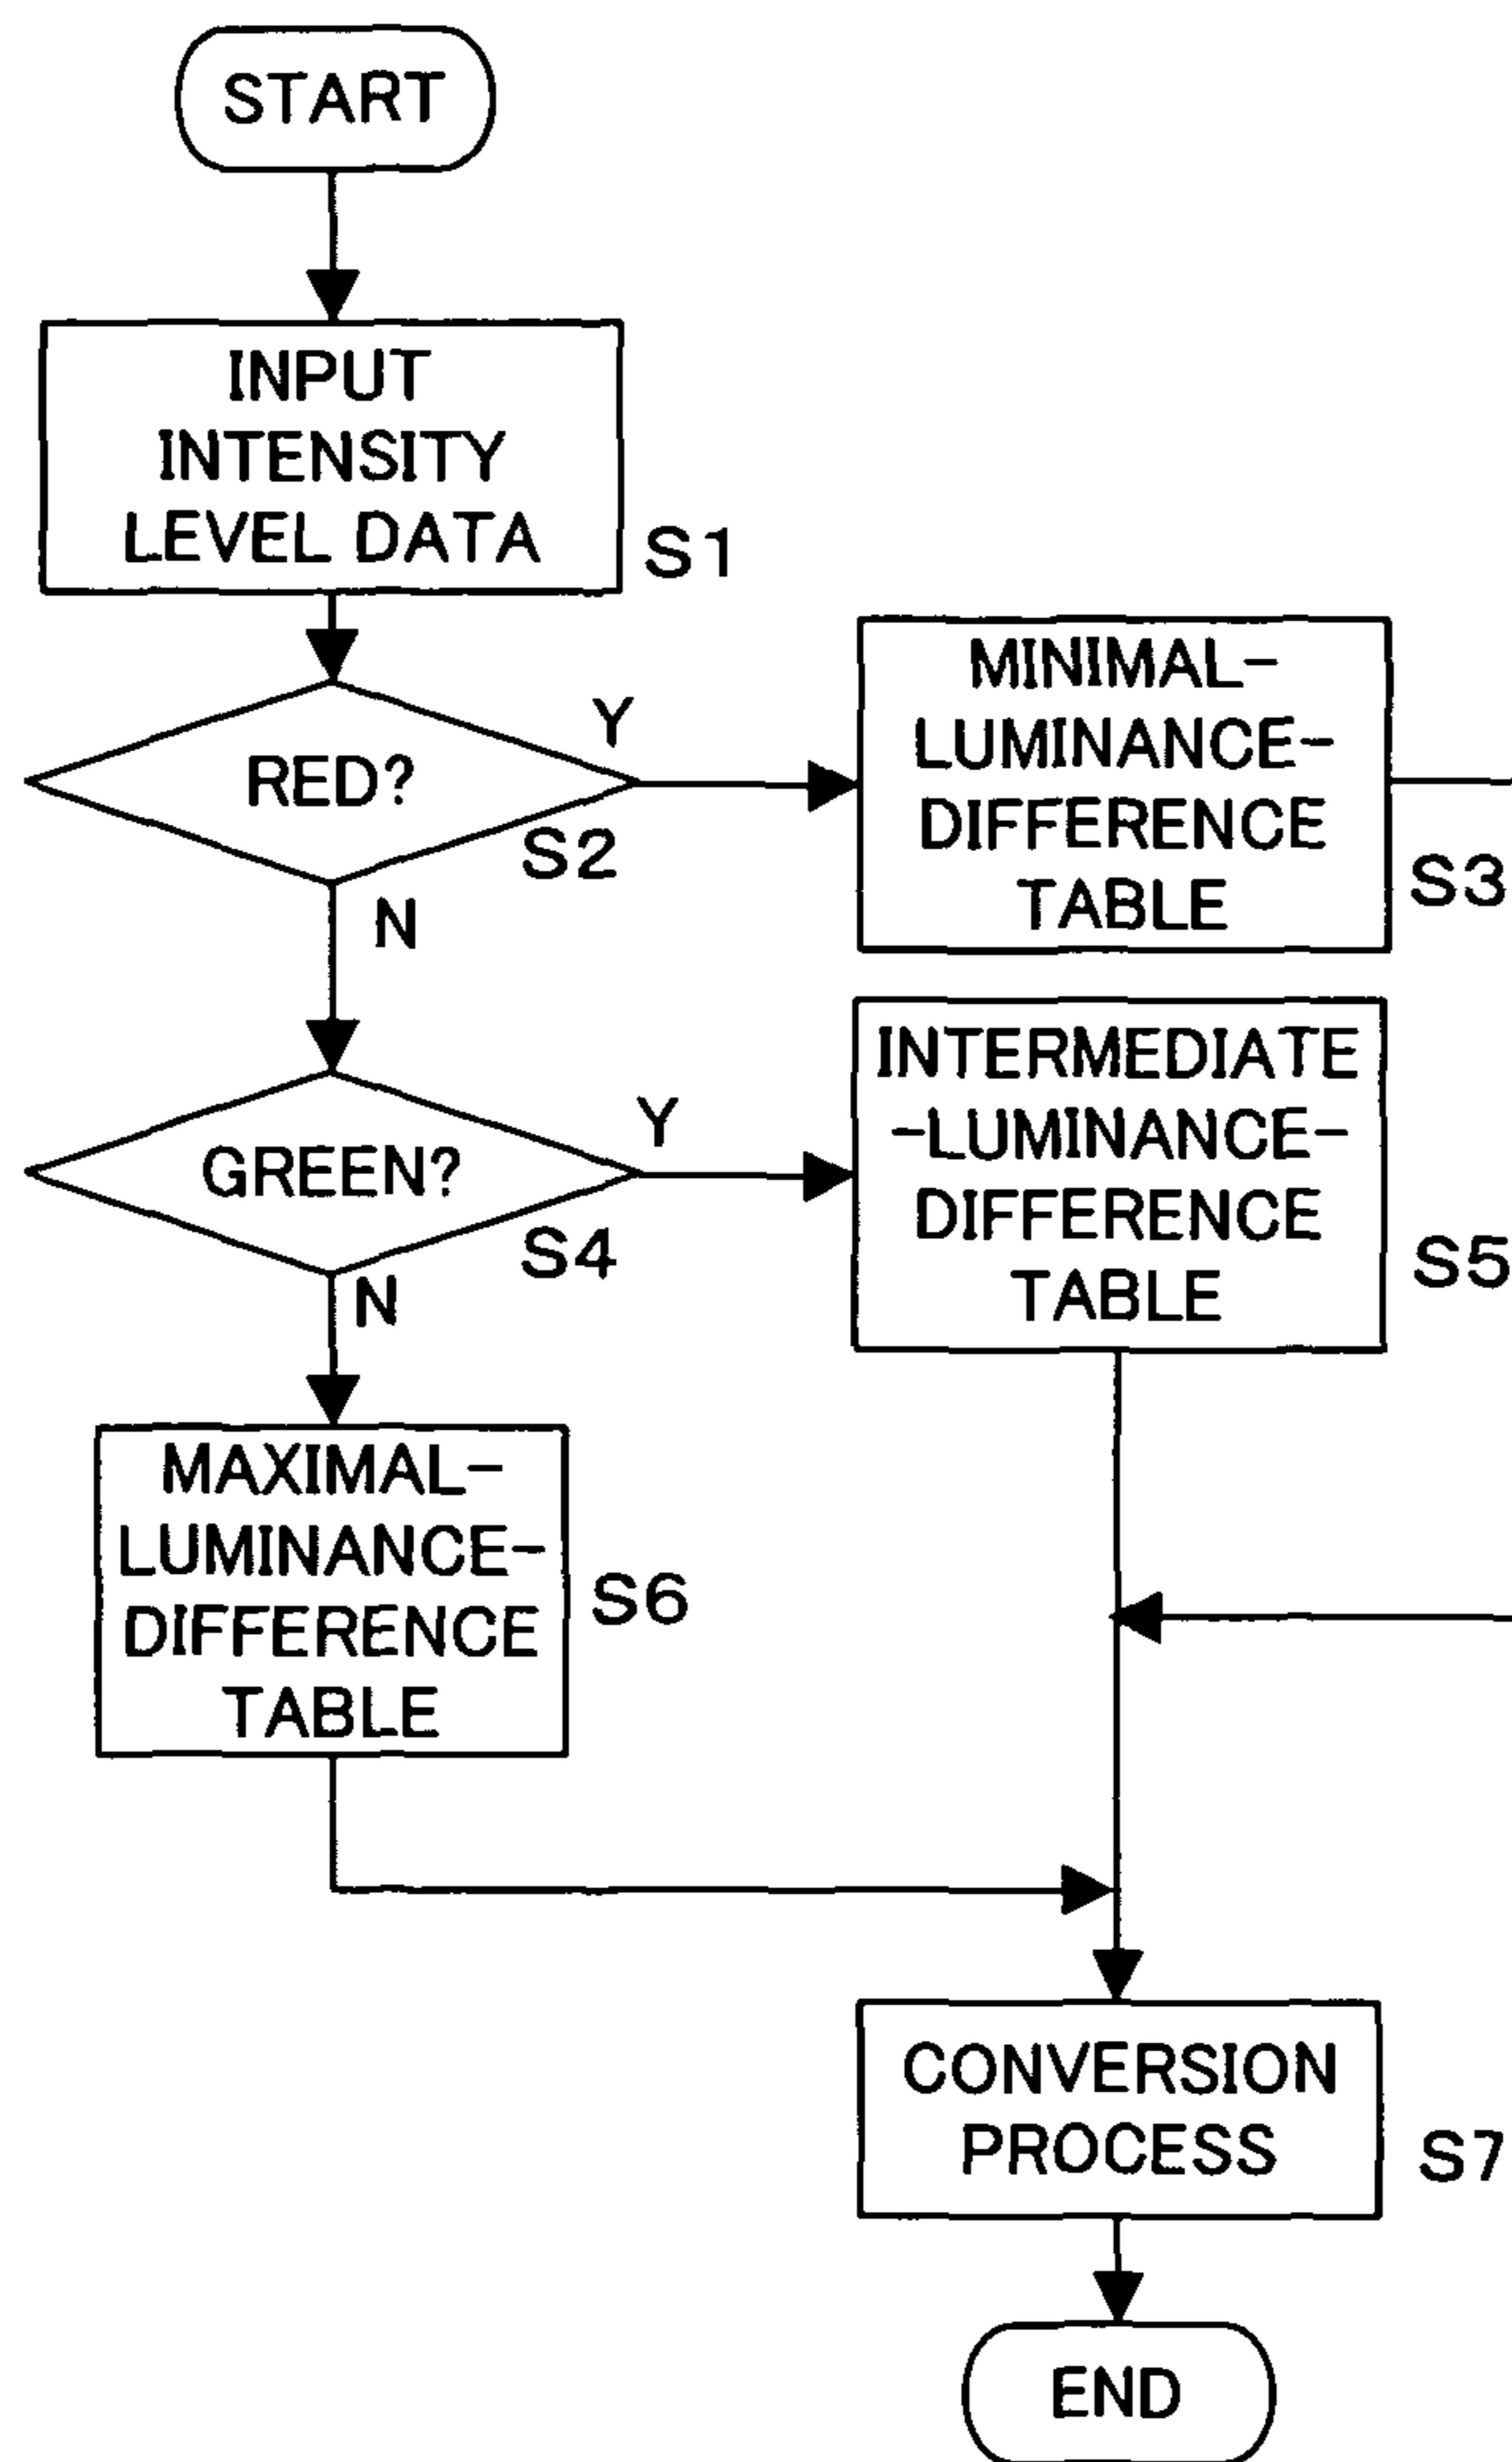 START
INPUT
INTENSITY
LEVEL DATA
S1
RED?
Y
S2
N
MINIMAL-
LUMINANCE-
DIFFERENCE
TABLE
S3
GREEN?
Y
S4
N
INTERMEDIATE
-LUMINANCE-
DIFFERENCE
TABLE
S5
MAXIMAL-
LUMINANCE-
DIFFERENCE
TABLE
S6
CONVERSION
PROCESS
S7
END